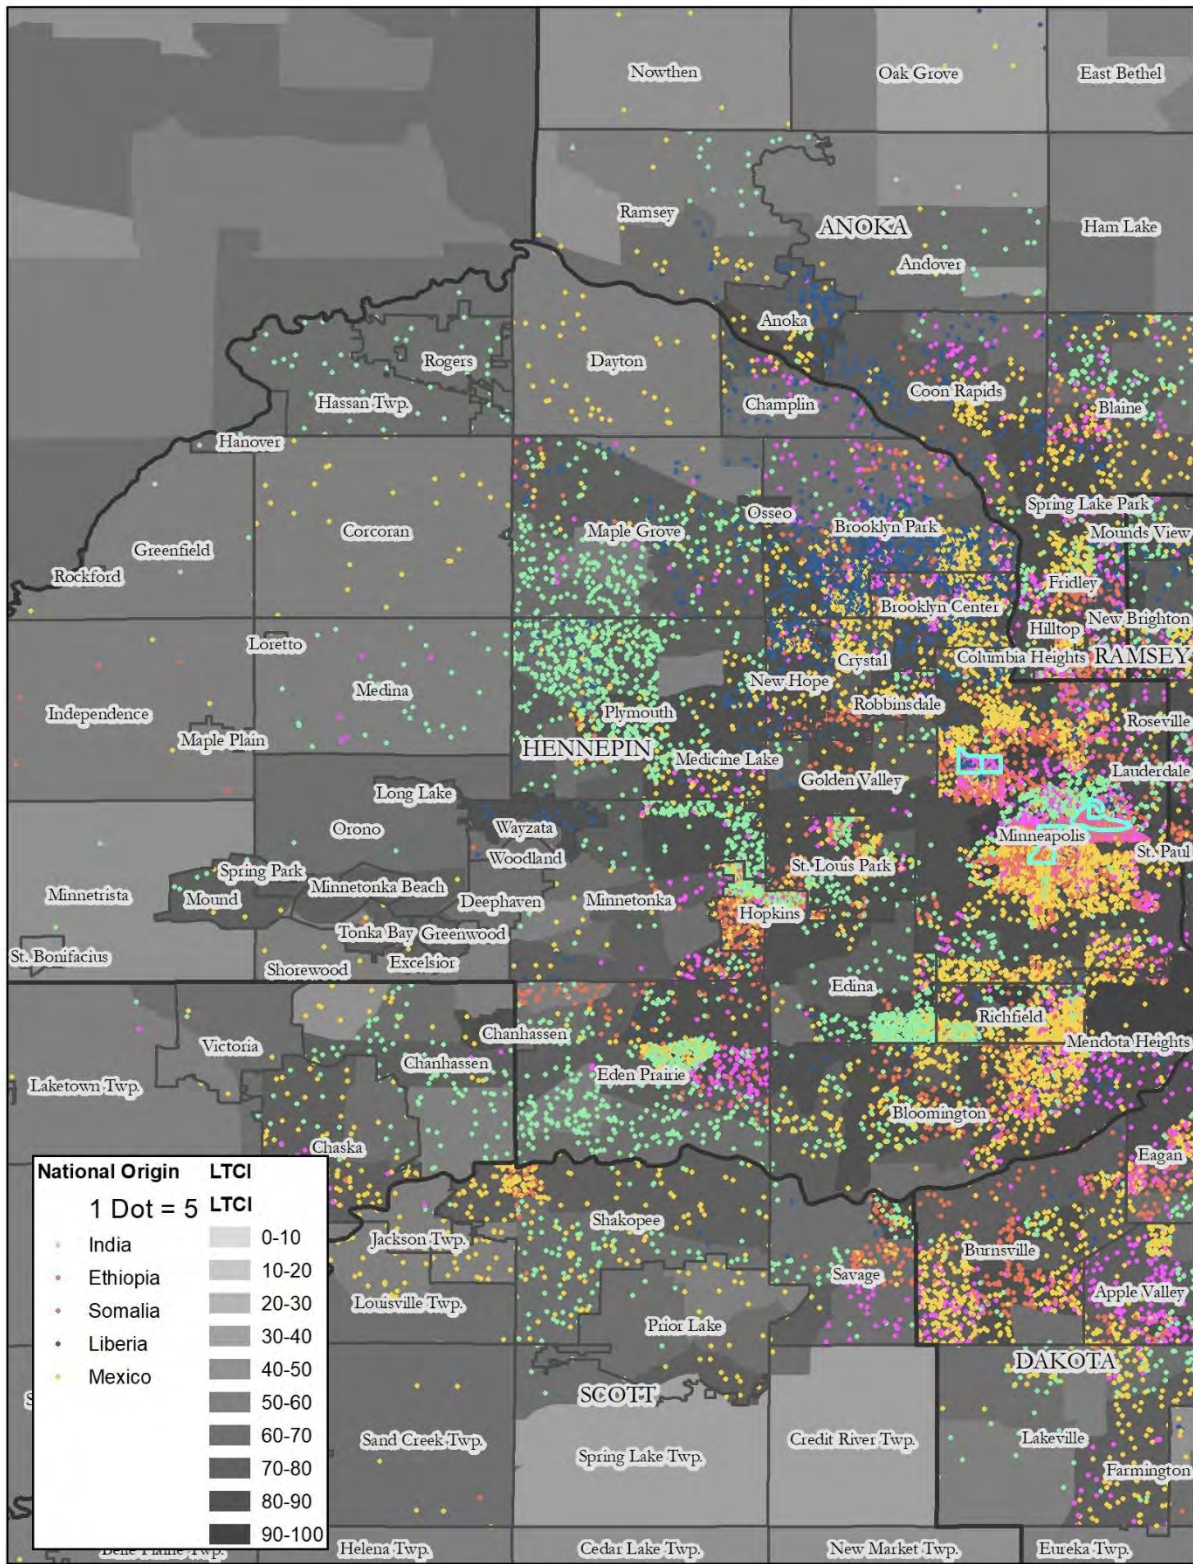 Nowthen
Oak Grove
East Bethel
Ramsey
ANOKA
Ham Lake
Andover
Anoka
Rogers
Dayton
Coon Rapids
Hassan Twp.
Champlin
Blaine
Hanover
Spring Lake Park
Osseo
Corcoran
Maple Grove
Brooklyn Park
Mounds View
Greenfield
Rockford
Fridley
Brooklyn Center
New Brighton
Hilltop
Loretto
Columbia Heights
RAMSEY
Crystal
New Hope
Medina
Robbinsdale
Independence
Plymouth
Roseville
Maple Plain
HENNEPIN
Medicine Lake
Lauderdale
Golden Valley
Long Lake
Orono
Wayzata
Minneapolis
Woodland
St. Paul
Spring Park
St. Louis Park
Minnetonka Beach
Minnetrista
Mound
Deephaven
Minnetonka
Hopkins
Tonka Bay
Greenwood
St. Bonifacius
Excelsior
Shorewood
Edina
Richfield
Chanhassen
Victoria
Mendota Heights
Chanhassen
Eden Prairie
Laketown Twp.
Bloomington
Chaska
Eagan
Shakopee
Jackson Twp.
Burnsville
Savage
Apple Valley
Louisville Twp.
Prior Lake
DAKOTA
SCOTT
Sand Creek Twp.
Credit River Twp.
Lakeville
Spring Lake Twp.
Farmington
Belle Plaine Twp.
Helena Twp.
Cedar Lake Twp.
New Market Twp.
Eureka Twp.
National Origin
1 Dot = 5
India
Ethiopia
Somalia
Liberia
Mexico
LTCI
LTCI
0-10
10-20
20-30
30-40
40-50
50-60
60-70
70-80
80-90
90-100